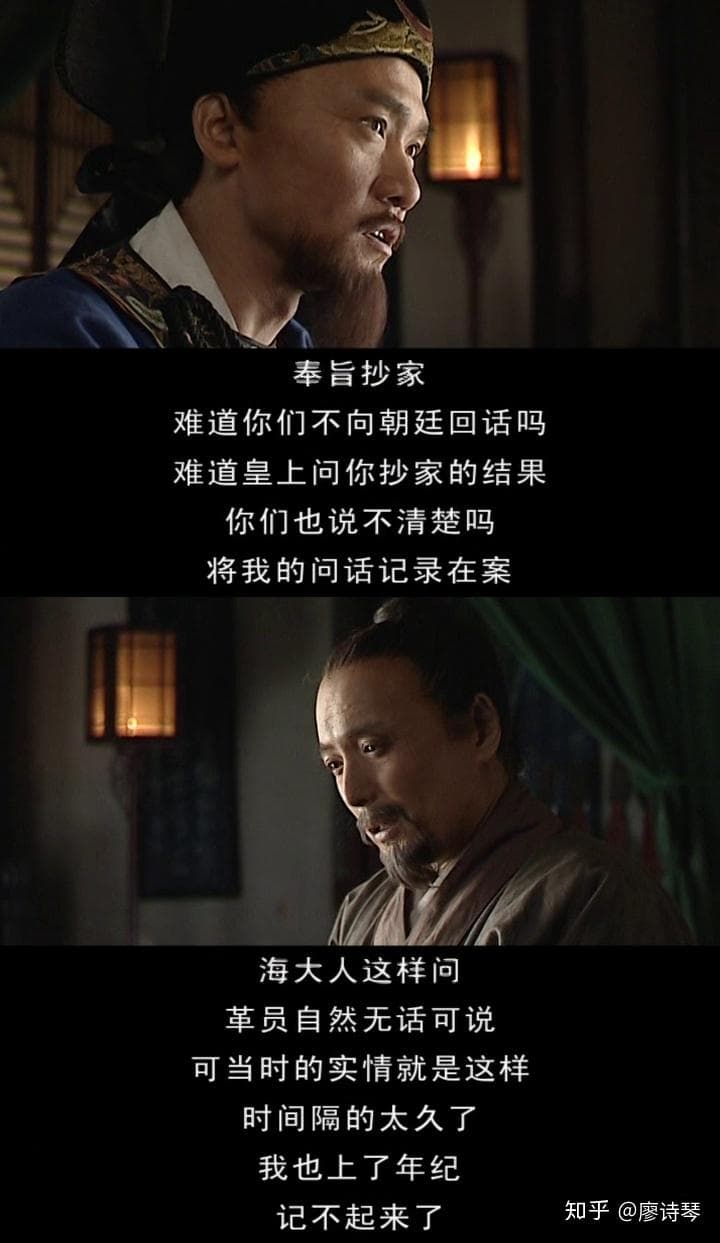 奉旨抄家
难道你们不向朝廷回话吗
难道皇上问你抄家的结果
你们也说不清楚吗
将我的问话记录在案
海大人这样问
革员自然无话可说
可当时的实情就是这样
时间隔的太久了
我也上了年纪
记不起来了
知乎 @廖诗琴